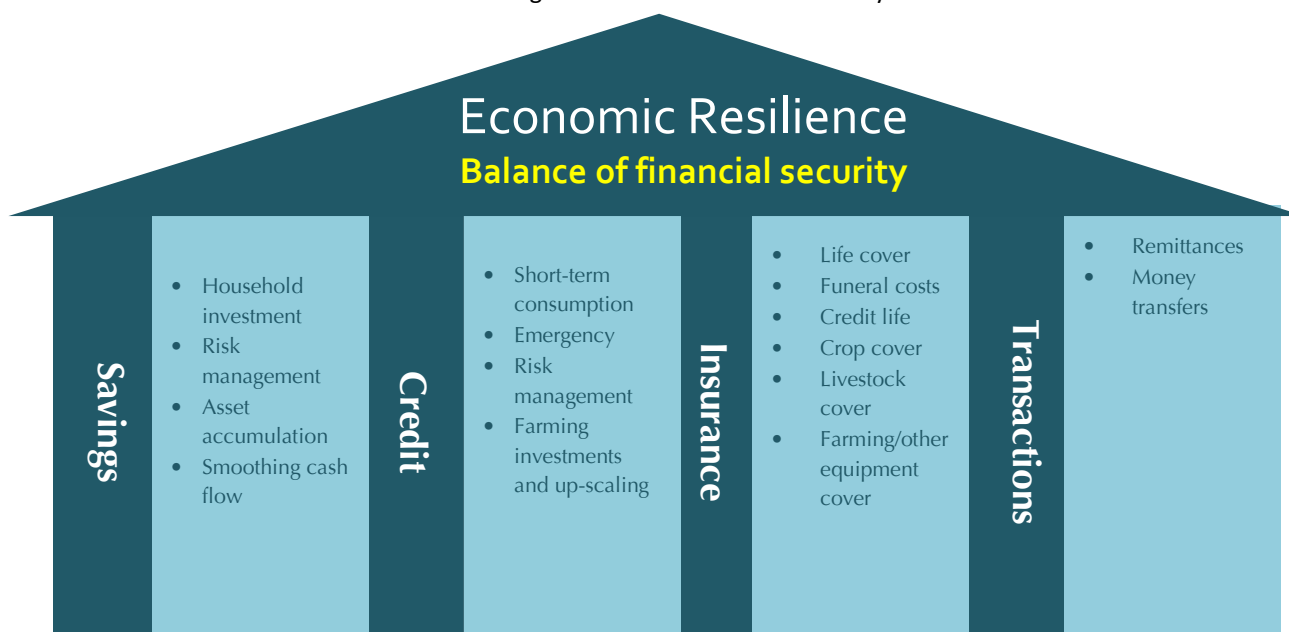 Economic Resilience
Balance of financial security
Savings
• Household
investment
• Risk
management
• Asset
accumulation
• Smoothing cash
flow
Credit
• Short-term
consumption
• Emergency
• Risk
management
• Farming
investments
and up-scaling
Insurance
• Life cover
• Funeral costs
• Credit life
• Crop cover
• Livestock
cover
• Farming/other
equipment
cover
Transactions
• Remittances
• Money
transfers